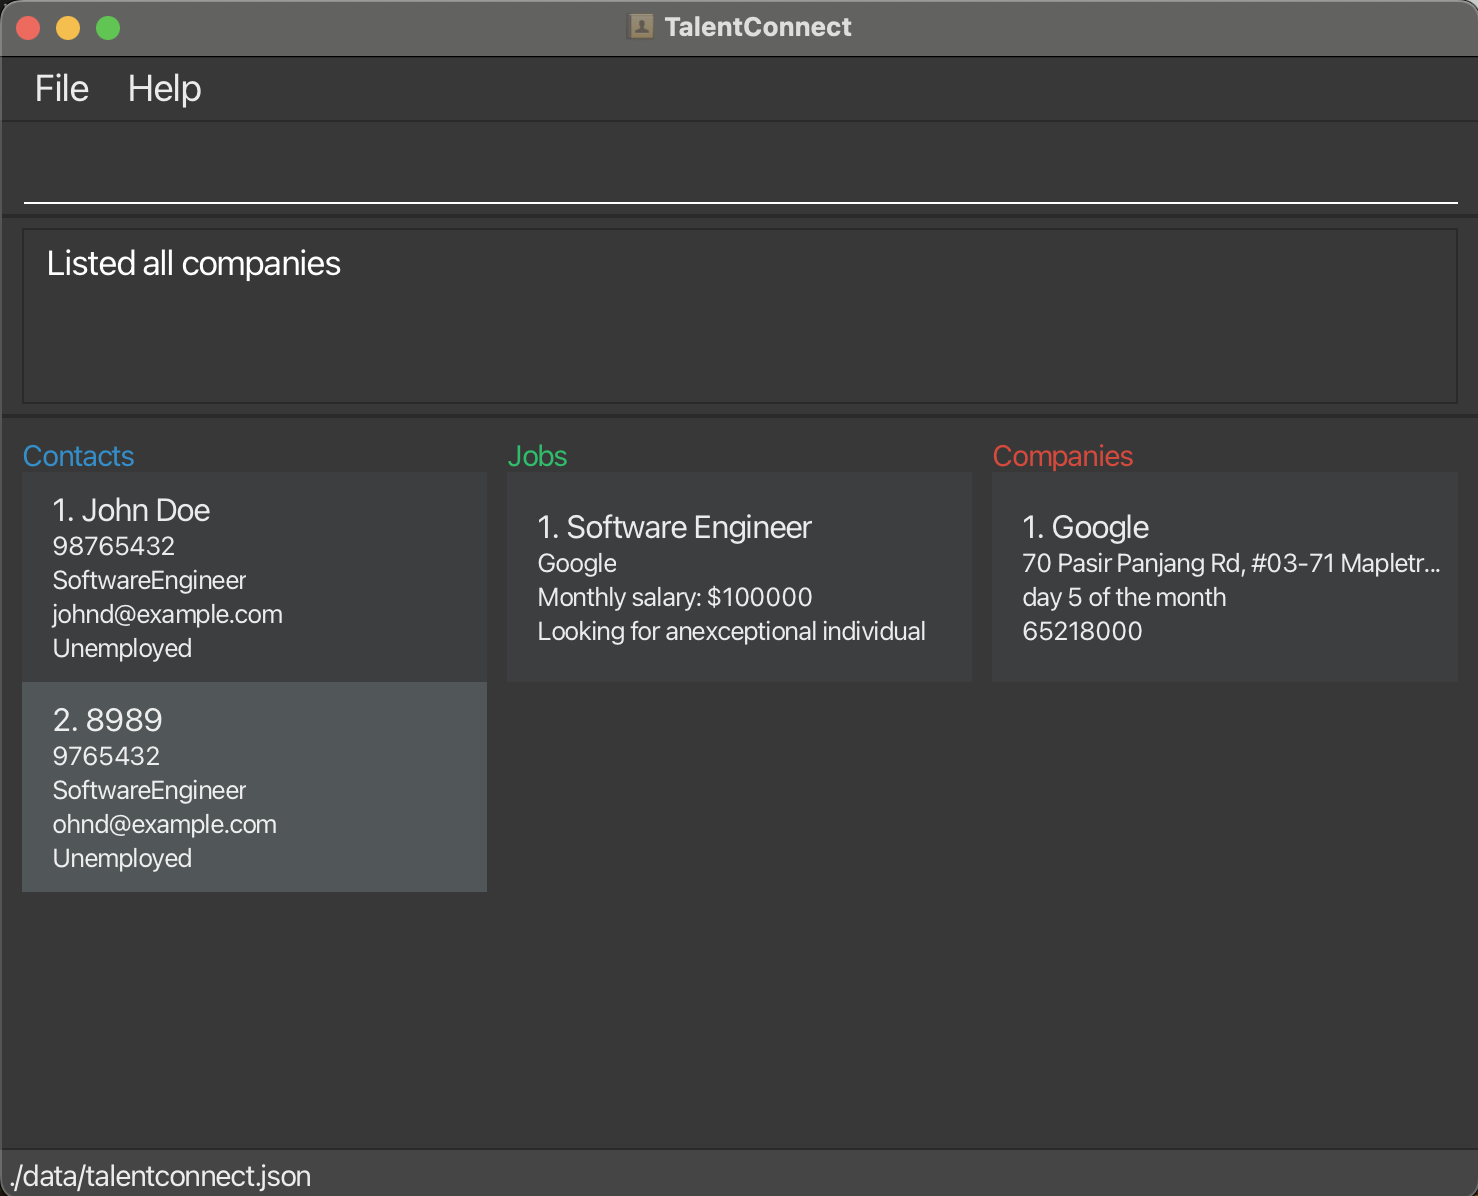 TalentConnect
File Help
Listed all companies
Contacts
1. John Doe
98765432
SoftwareEngineer
johnd@example.com
Unemployed
2. 8989
9765432
SoftwareEngineer
ohnd@example.com
Unemployed
Jobs
1. Software Engineer
Google
Monthly salary: $100000
Looking for anexceptional individual
Companies
1. Google
70 Pasir Panjang Rd, #03-71 Mapletr...
day 5 of the month
65218000
./data/talentconnect.json